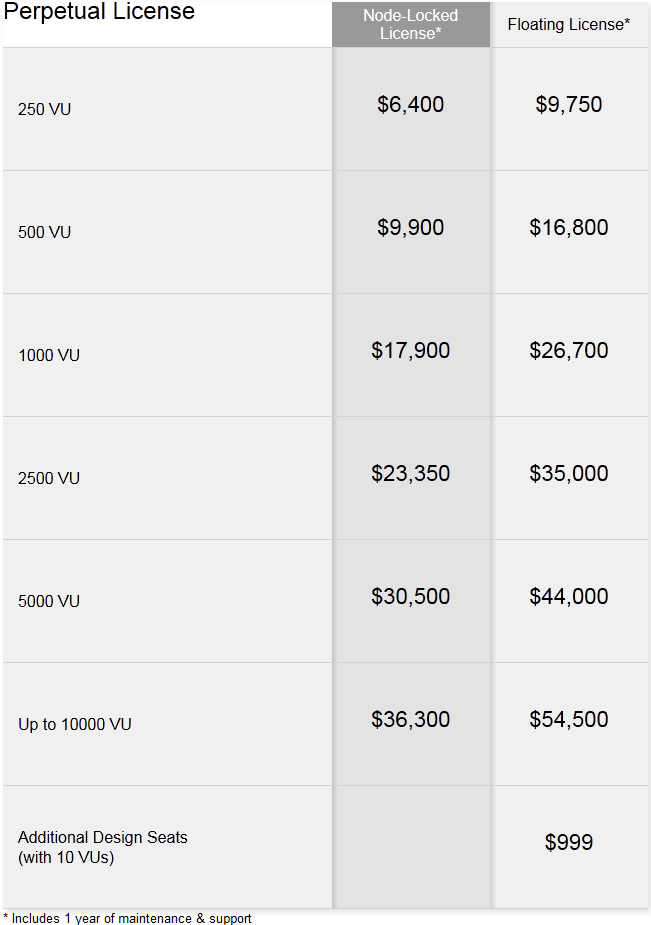 Perpetual License
Node-Locked
License*
Floating License*
250 VU
$6,400
$9,750
500 VU
$9,900
$16,800
1000 VU
$17,900
$26,700
2500 VU
$23,350
$35,000
5000 VU
$30,500
$44,000
Up to 10000 VU
$36,300
$54,500
Additional Design Seats
(with 10 VUs)
$999
* Includes 1 year of maintenance & support